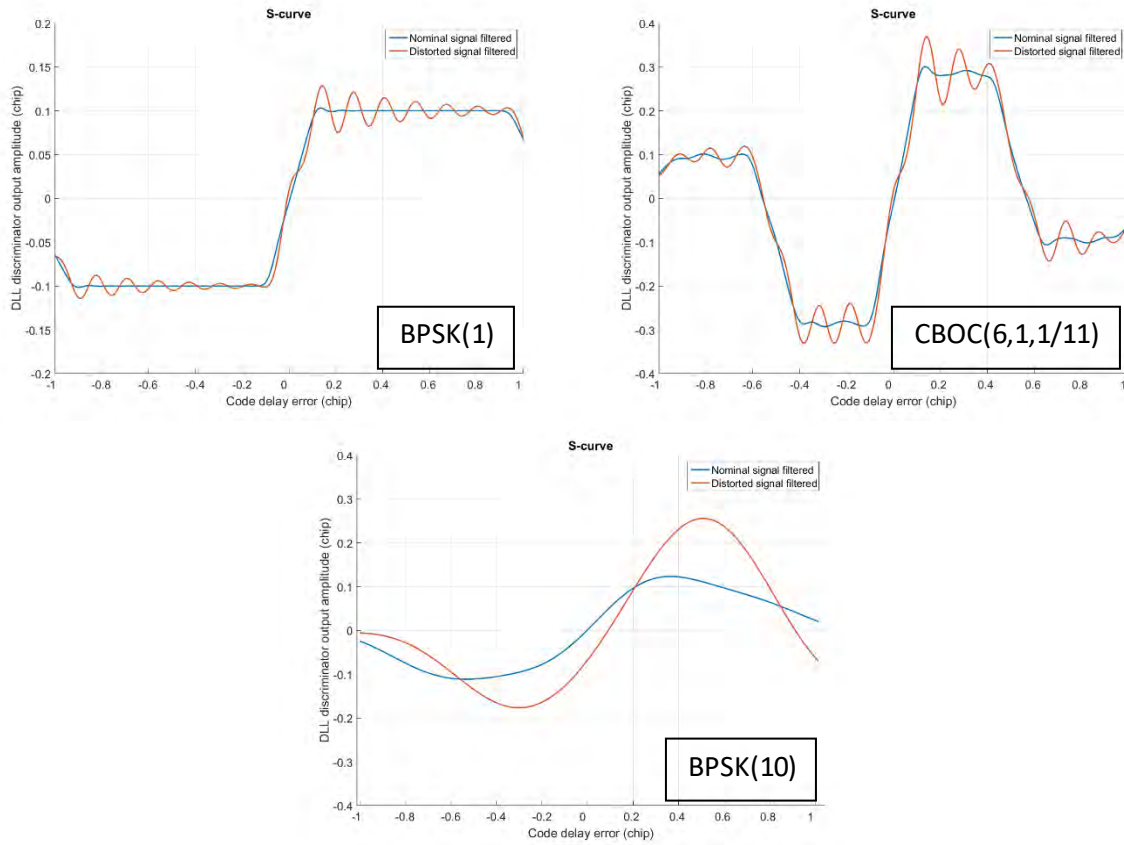 S-curve
0.2
0.15
0.1
0.05
0
-0.05
-0.1
-0.15
-0.2
DLL discriminator output amplitude (chip)
Nominal signal filtered
Distorted signal filtered
BPSK(1)
-1 -0.8 -0.6 -0.4 -0.2 0 0.2 0.4 0.6 0.8 1
Code delay error (chip)
S-curve
0.4
0.3
0.2
0.1
0
-0.1
-0.2
-0.3
-0.4
DLL discriminator output amplitude (chip)
Nominal signal filtered
Distorted signal filtered
CBOC(6,1,1/11)
-1 -0.8 -0.6 -0.4 -0.2 0 0.2 0.4 0.6 0.8 1
Code delay error (chip)
S-curve
0.4
0.3
0.2
0.1
0
-0.1
-0.2
-0.3
-0.4
DLL discriminator output amplitude (chip)
Nominal signal filtered
Distorted signal filtered
BPSK(10)
-1 -0.8 -0.6 -0.4 -0.2 0 0.2 0.4 0.6 0.8 1
Code delay error (chip)